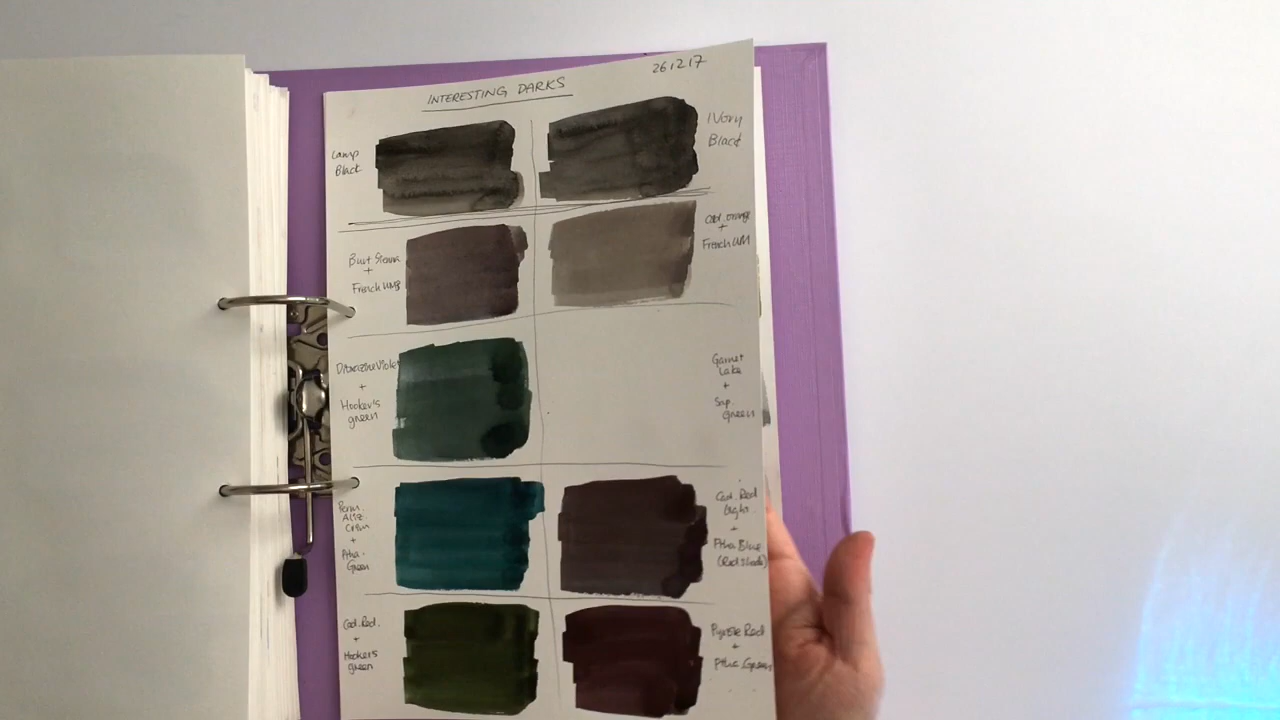 26.12.17
INTERESTING DARKS
Lamp
Black
IVory
Black
Burt Sienna
+
French UMB
Cad. orange
+
French UM
Dioxazine Violet
+
Hooker's
green
Garnet
Lake
+
Sap.
Green
Perm.
Aliz.
Crim
+
Ptha.
Green
Cad. Red
Light
+
Ptha Blue
(Red Shade)
Cad. Red.
+
Hooker's
green
Pyrrole Red
+
Ptha Green